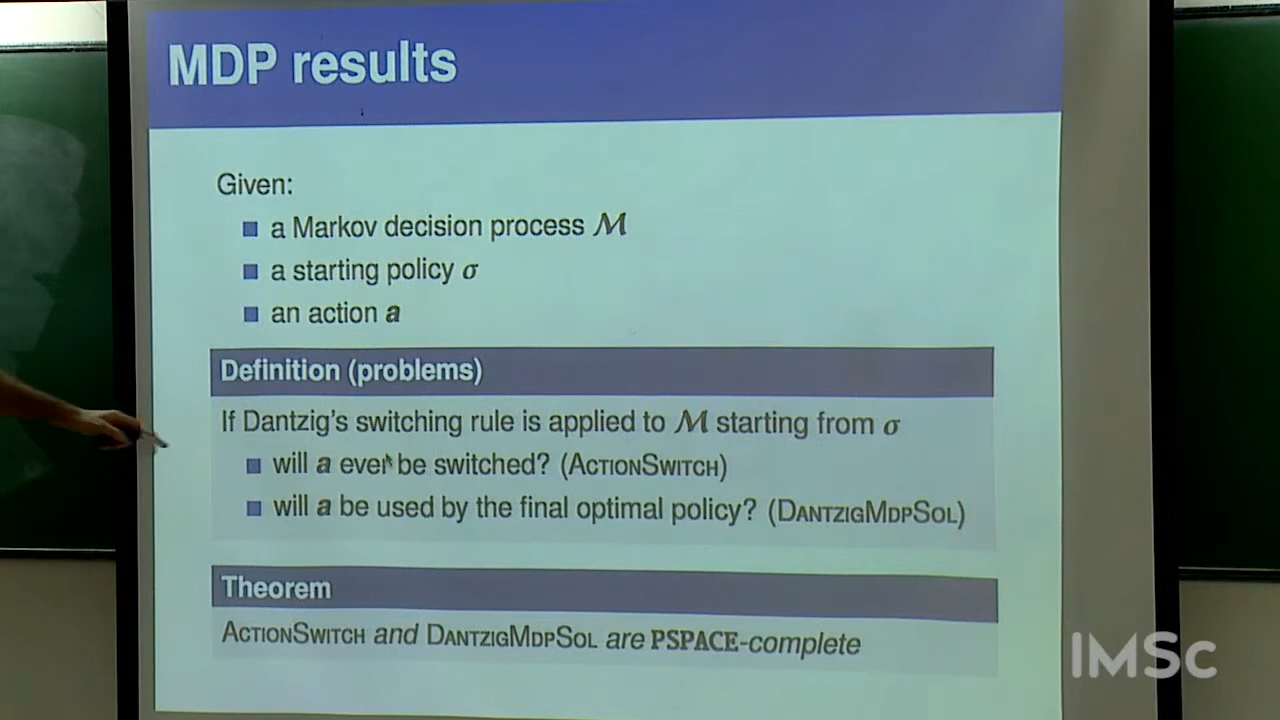 MDP results
Given:
a Markov decision process M
a starting policy σ
an action a
Definition (problems)
If Dantzig's switching rule is applied to M starting from σ
will a ever be switched? (ACTIONSWITCH)
will a be used by the final optimal policy? (DANTZIGMDPSOL)
Theorem
ACTIONSWITCH and DANTZIGMDPSOL are PSPACE-complete
IMSc